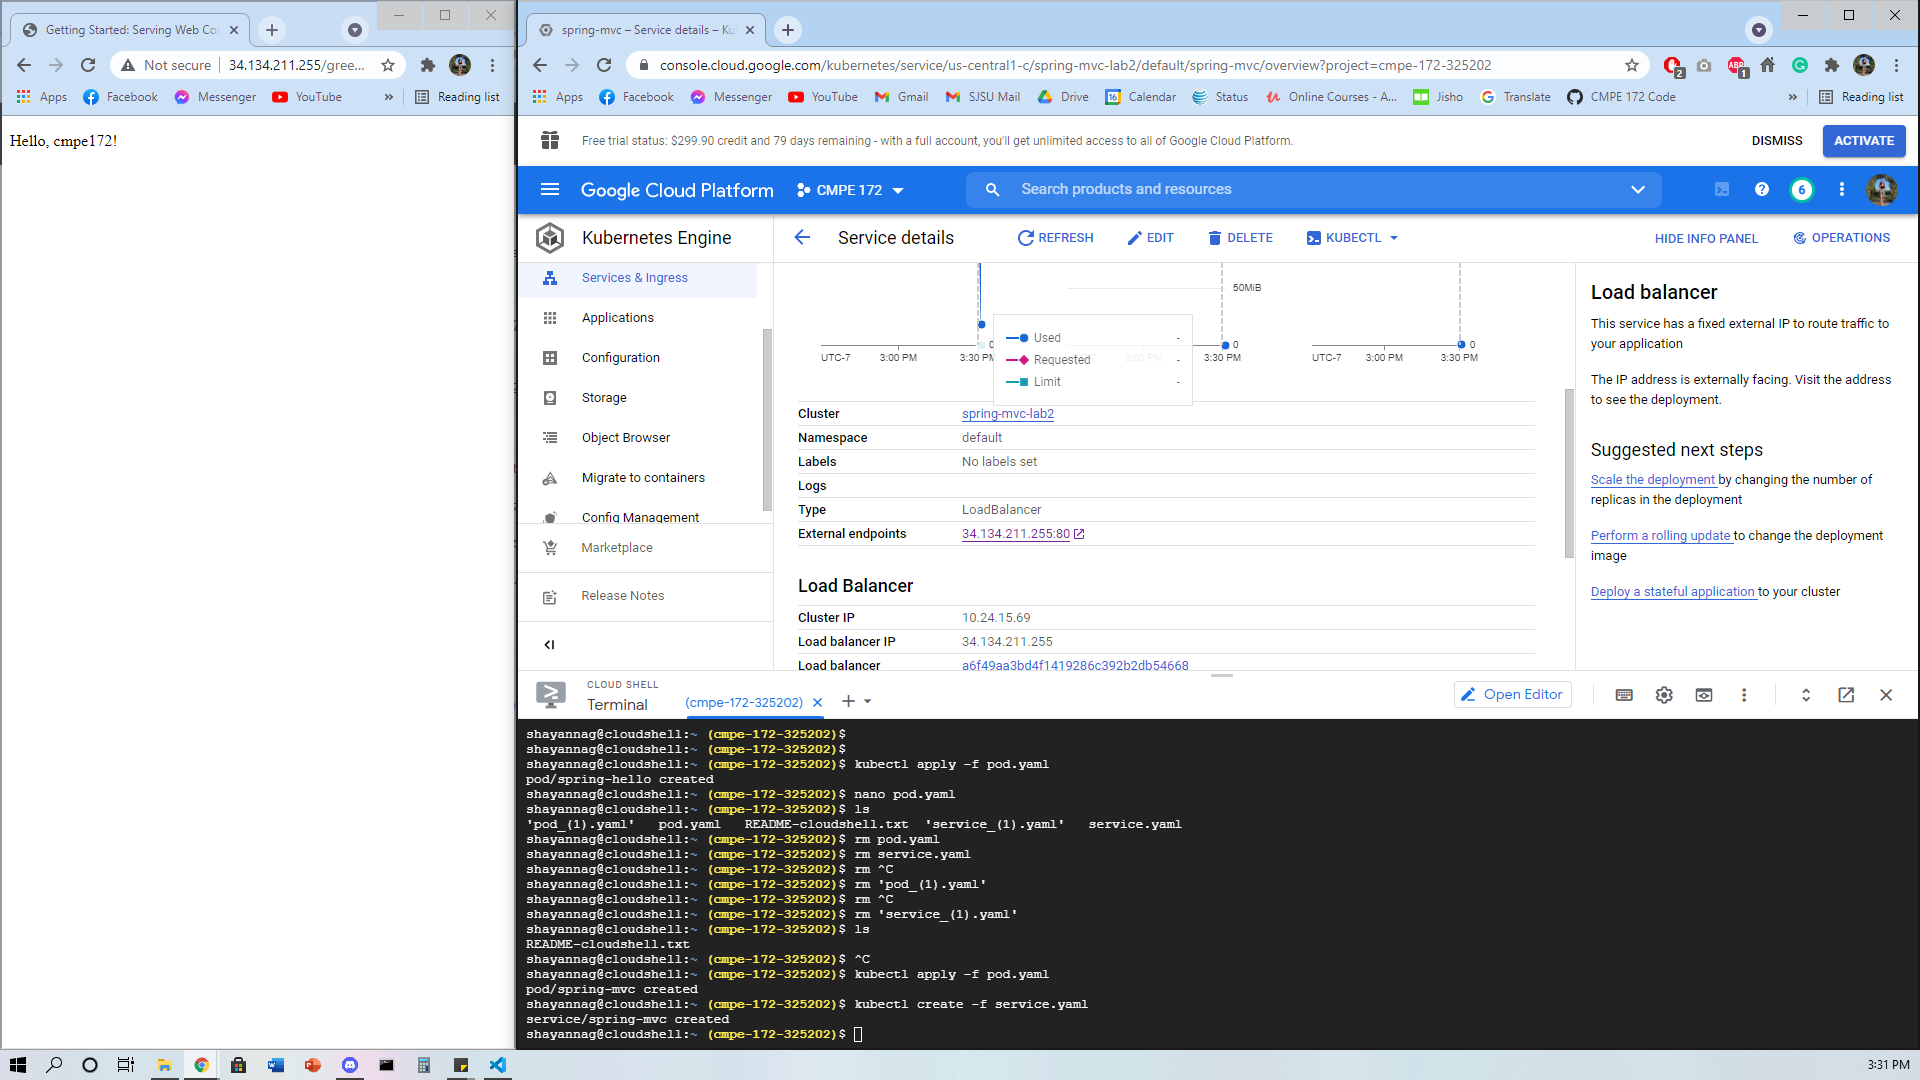 Getting Started: Serving Web Co
Not secure
34.134.211.255/gree...
Apps
Facebook
Messenger
YouTube
»
Reading list
Hello, cmpe172!
spring-mvc – Service details – Ku
console.cloud.google.com/kubernetes/service/us-central1-c/spring-mvc-lab2/default/spring-mvc/overview?project=cmpe-172-325202
2
ABP
1
Apps
Facebook
Messenger
YouTube
Gmail
SJSU Mail
Drive
16
Calendar
Status
Online Courses - A...
Jisho
Translate
CMPE 172 Code
»
Reading list
Free trial status: $299.90 credit and 79 days remaining - with a full account, you'll get unlimited access to all of Google Cloud Platform.
DISMISS
ACTIVATE
Google Cloud Platform
CMPE 172
Search products and resources
6
Kubernetes Engine
Services & Ingress
Applications
Configuration
Storage
Object Browser
Migrate to containers
Config Management
Marketplace
Release Notes
Service details
REFRESH
EDIT
DELETE
KUBECTL
HIDE INFO PANEL
OPERATIONS
50MiB
0
0
0
UTC-7
3:00 PM
3:30 PM
3:00 PM
3:30 PM
UTC-7
3:00 PM
3:30 PM
Used -
Requested -
Limit -
Cluster spring-mvc-lab2
Namespace default
Labels No labels set
Logs
Type LoadBalancer
External endpoints 34.134.211.255:80
Load Balancer
Cluster IP 10.24.15.69
Load balancer IP 34.134.211.255
Load balancer a6f49aa3bd4f1419286c392b2db54668
Load balancer
This service has a fixed external IP to route traffic to
your application
The IP address is externally facing. Visit the address
to see the deployment.
Suggested next steps
Scale the deployment by changing the number of
replicas in the deployment
Perform a rolling update to change the deployment
image
Deploy a stateful application to your cluster
CLOUD SHELL
Terminal
(cmpe-172-325202)
Open Editor
shayannag@cloudshell:~ (cmpe-172-325202)$
shayannag@cloudshell:~ (cmpe-172-325202)$
shayannag@cloudshell:~ (cmpe-172-325202)$ kubectl apply -f pod.yaml
pod/spring-hello created
shayannag@cloudshell:~ (cmpe-172-325202)$ nano pod.yaml
shayannag@cloudshell:~ (cmpe-172-325202)$ ls
'pod_(1).yaml' pod.yaml README-cloudshell.txt 'service_(1).yaml' service.yaml
shayannag@cloudshell:~ (cmpe-172-325202)$ rm pod.yaml
shayannag@cloudshell:~ (cmpe-172-325202)$ rm service.yaml
shayannag@cloudshell:~ (cmpe-172-325202)$ rm ^C
shayannag@cloudshell:~ (cmpe-172-325202)$ rm 'pod_(1).yaml'
shayannag@cloudshell:~ (cmpe-172-325202)$ rm ^C
shayannag@cloudshell:~ (cmpe-172-325202)$ rm 'service_(1).yaml'
shayannag@cloudshell:~ (cmpe-172-325202)$ ls
README-cloudshell.txt
shayannag@cloudshell:~ (cmpe-172-325202)$ ^C
shayannag@cloudshell:~ (cmpe-172-325202)$ kubectl apply -f pod.yaml
pod/spring-mvc created
shayannag@cloudshell:~ (cmpe-172-325202)$ kubectl create -f service.yaml
service/spring-mvc created
shayannag@cloudshell:~ (cmpe-172-325202)$
3:31 PM